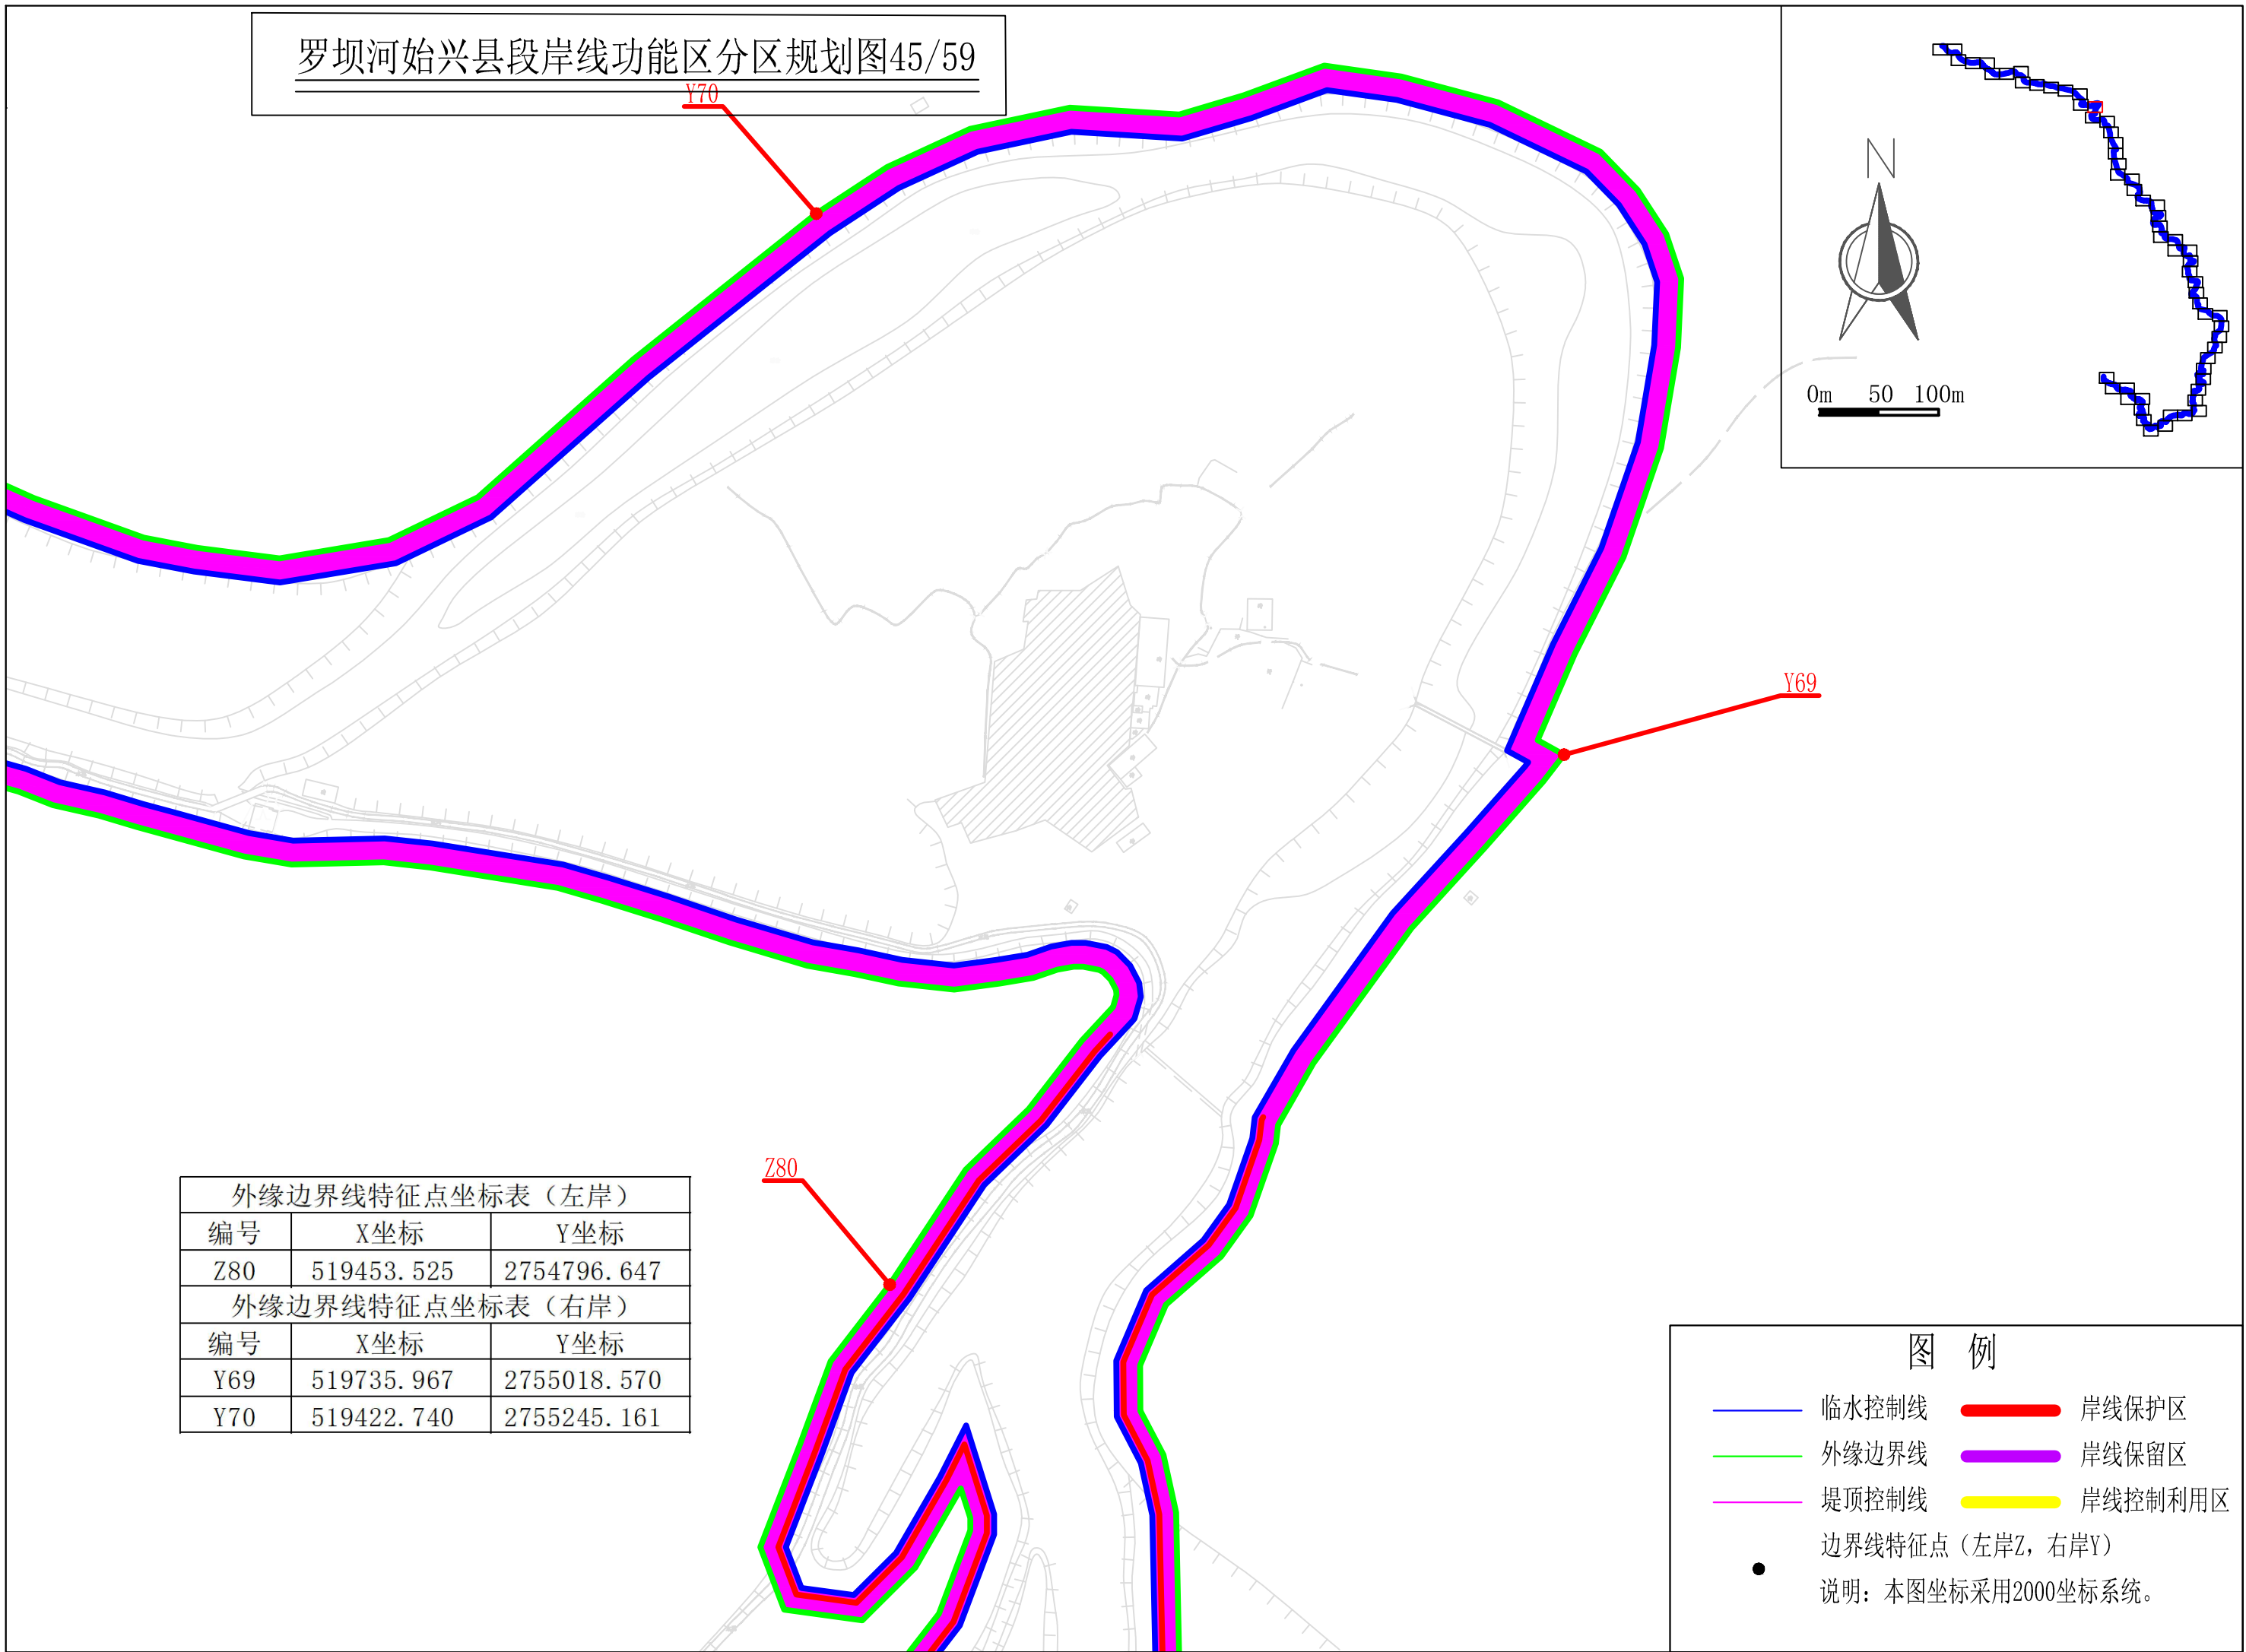 罗坝河始兴县段岸线功能区分区规划图45/59
Y70
N
0m 50 100m
Y69
Z80
外缘边界线特征点坐标表（左岸）
编号 X坐标 Y坐标
Z80 519453.525 2754796.647
外缘边界线特征点坐标表（右岸）
编号 X坐标 Y坐标
Y69 519735.967 2755018.570
Y70 519422.740 2755245.161
图 例
临水控制线 岸线保护区
外缘边界线 岸线保留区
堤顶控制线 岸线控制利用区
边界线特征点（左岸Z，右岸Y）
说明：本图坐标采用2000坐标系统。